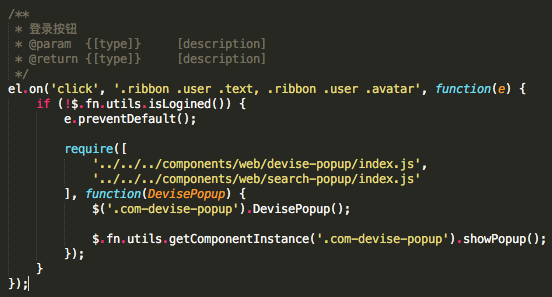 /**
 * 登录按钮
 * @param  {[type]}     [description]
 * @return {[type]}     [description]
 */
el.on('click', '.ribbon .user .text, .ribbon .user .avatar', function(e) {
    if (!$.fn.utils.isLogined()) {
        e.preventDefault();

        require([
            '../../../components/web/devise-popup/index.js',
            '../../../components/web/search-popup/index.js'
        ], function(DevisePopup) {
            $('.com-devise-popup').DevisePopup();

            $.fn.utils.getComponentInstance('.com-devise-popup').showPopup();
        });
    }
});